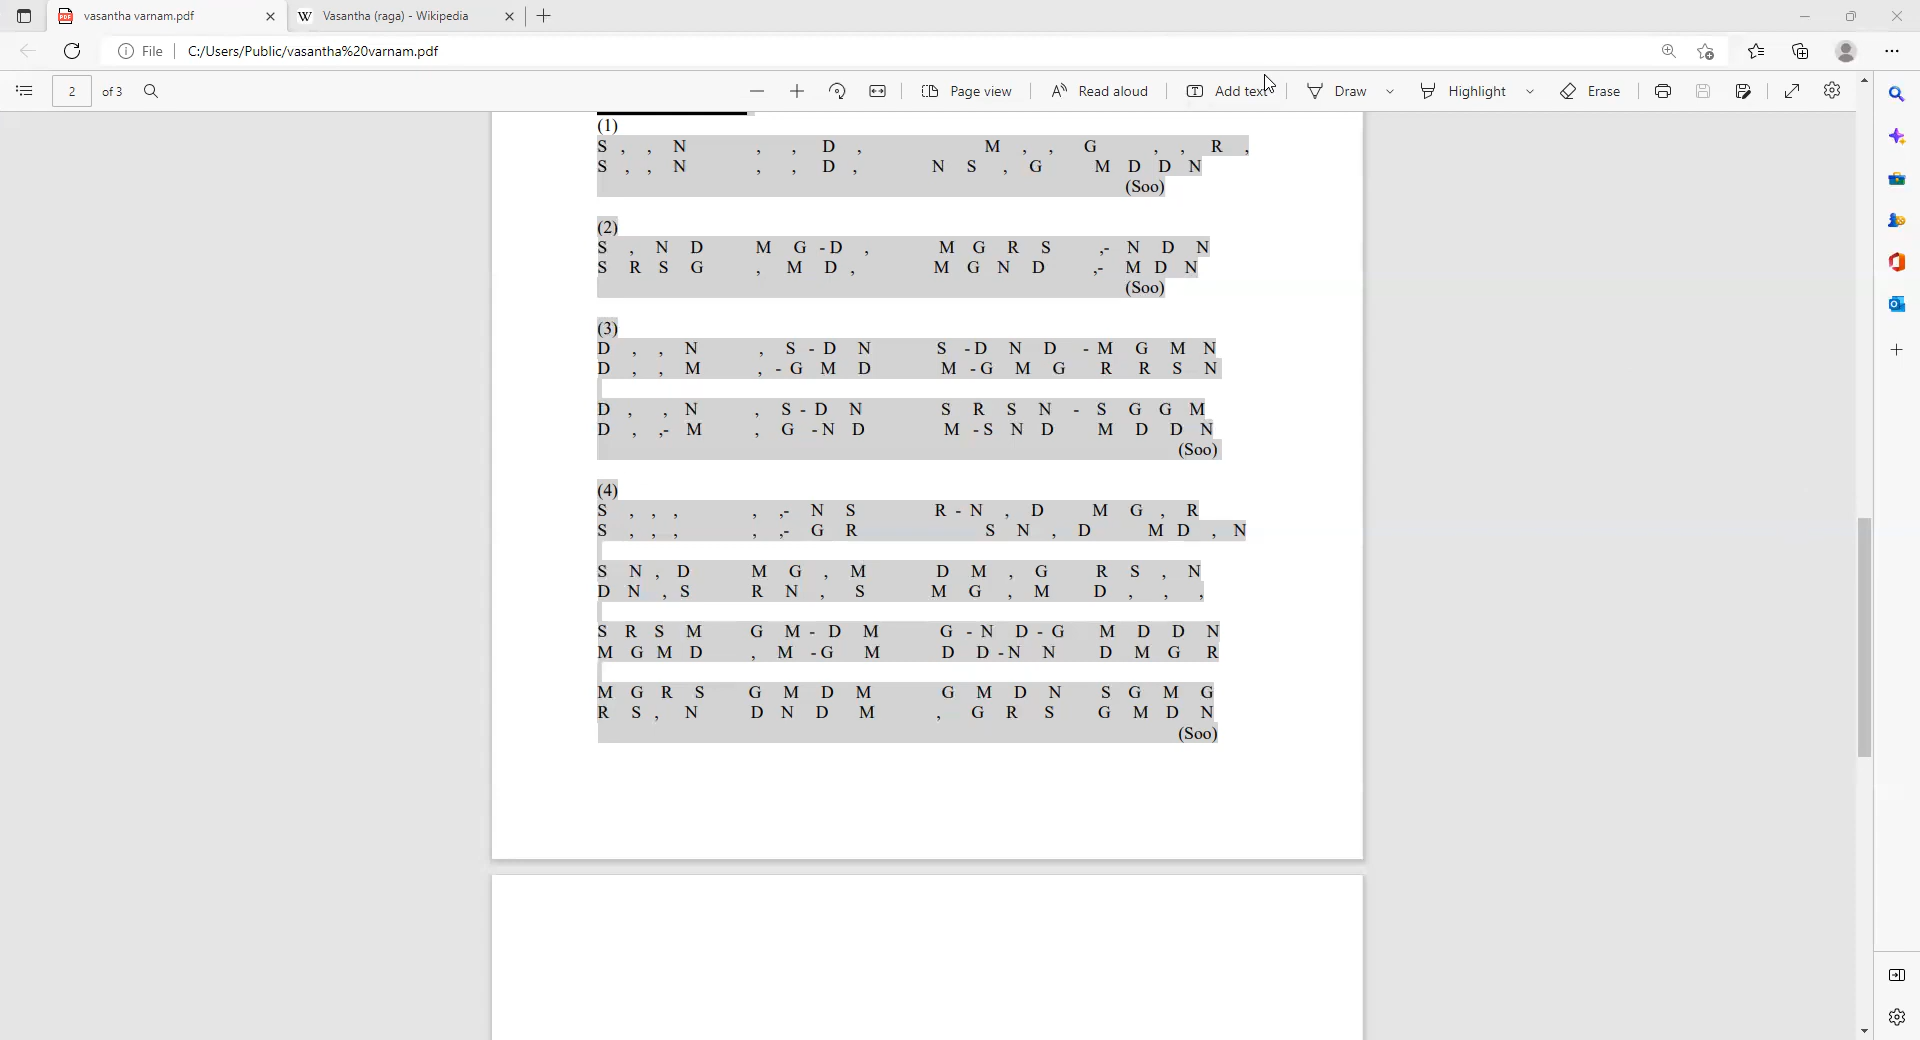 vasantha varnam.pdf
Vasantha (raga) - Wikipedia
File
C:/Users/Public/vasantha%20varnam.pdf
2 of 3
Page view
Read aloud
Add text
Draw
Highlight
Erase
(1)
S , , N , , D , M , , G , , R ,
S , , N , , D , N S , G M D D N
(Soo)
(2)
S , N D M G - D , M G R S ,- N D N
S R S G , M D , M G N D ,- M D N
(Soo)
(3)
D , , N , S - D N S - D N D - M G M N
D , , M , - G M D M - G M G R R S N
D , , N , S - D N S R S N - S G G M
D , ,- M , G - N D M - S N D M D D N
(Soo)
(4)
S , , , , ,- N S R - N , D M G , R
S , , , , ,- G R S N , D M D , N
S N , D M G , M D M , G R S , N
D N , S R N , S M G , M D , , ,
S R S M G M - D M G - N D - G M D D N
M G M D , M - G M D D - N N D M G R
M G R S G M D M G M D N S G M G
R S , N D N D M , G R S G M D N
(Soo)